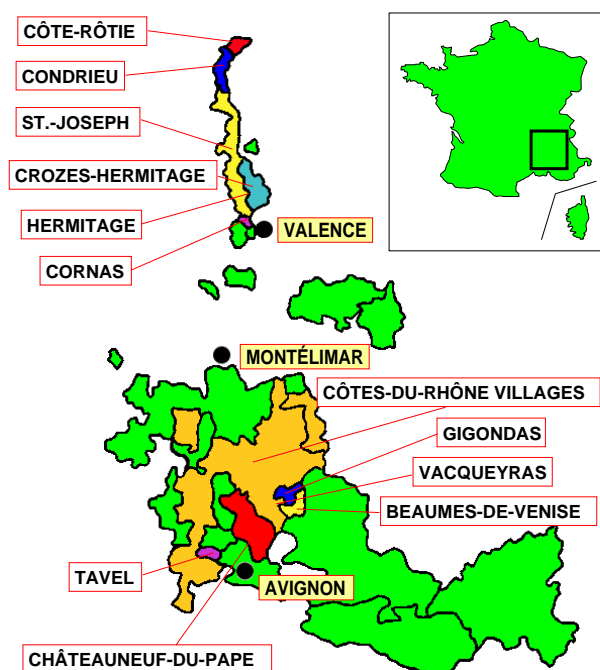 CÔTE-RÔTIE
CONDRIEU
ST.-JOSEPH
CROZES-HERMITAGE
HERMITAGE
VALENCE
CORNAS
MONTÉLIMAR
CÔTES-DU-RHÔNE VILLAGES
GIGONDAS
VACQUEYRAS
BEAUMES-DE-VENISE
TAVEL
AVIGNON
CHÂTEAUNEUF-DU-PAPE